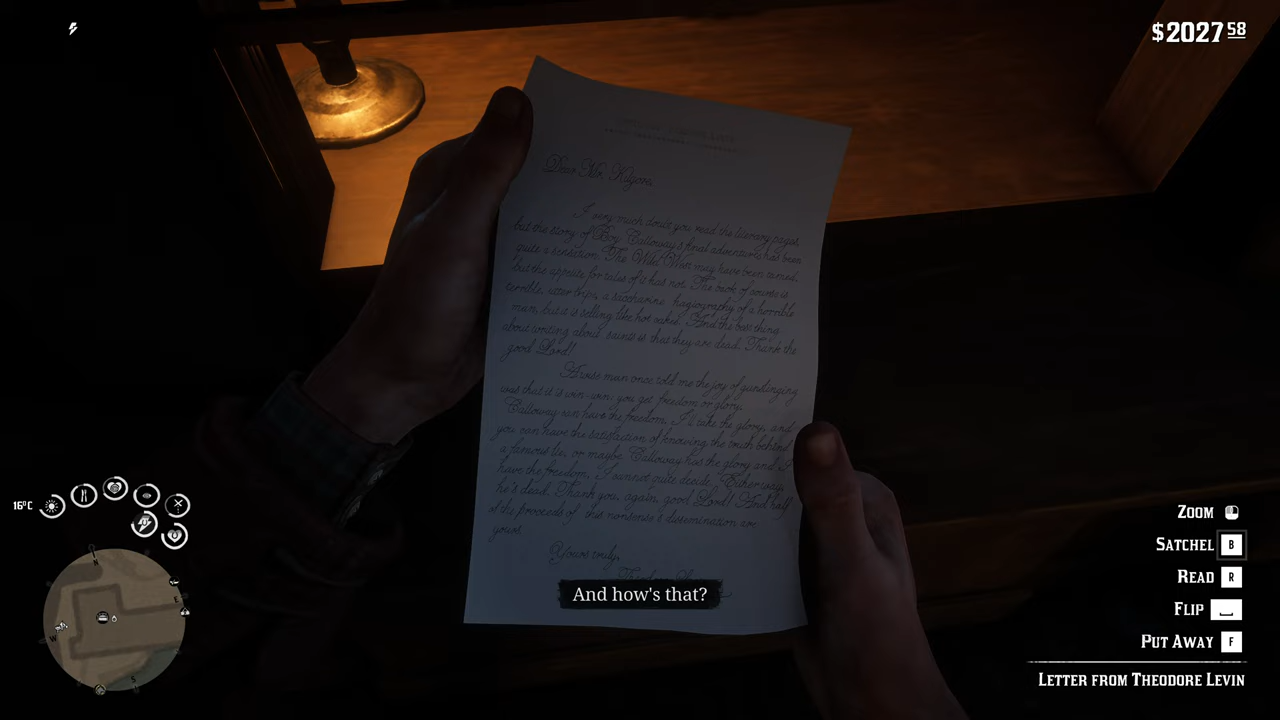 $2027 58
Dear Mr. Kilgore,
I very much doubt you read the literary pages,
but the story of Boy Calloway's final adventures has been
quite a sensation. The Wild West may have been tamed,
but the appetite for tales of it has not. The book of course is
terrible, utter tripe, a saccharine hagiography of a horrible
man, but it is selling like hot cakes. And the best thing
about writing about saints is that they are dead. Thank the
good Lord!
A wise man once told me the joy of gunslinging
was that it is win-win: you get freedom or glory.
Calloway can have the freedom, I'll take the glory, and
you can have the satisfaction of knowing the truth behind
a famous lie, or maybe Calloway has the glory and I
have the freedom, I cannot quite decide. Either way,
he's dead. Thank you, again, good Lord! And half
of the proceeds of this nonsense's dissemination are
yours.
Yours truly,
And how's that?
16°C
N
E
W
S
Zoom
Satchel B
Read R
Flip
Put Away F
Letter from Theodore Levin